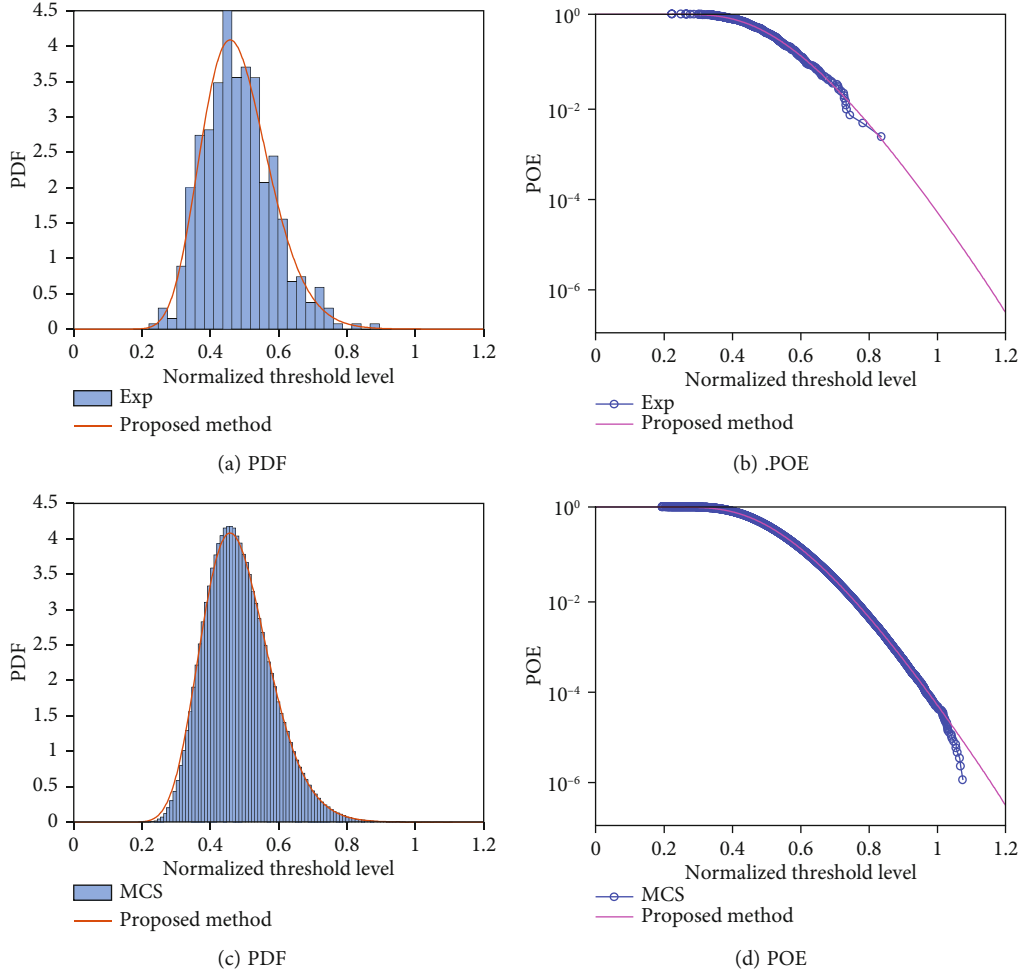 4.5
4
3.5
3
2.5
2
1.5
1
0.5
0
PDF
0 0.2 0.4 0.6 0.8 1 1.2
Normalized threshold level
Exp
Proposed method
(a) PDF
10⁰
10⁻²
10⁻⁴
10⁻⁶
POE
0 0.2 0.4 0.6 0.8 1 1.2
Normalized threshold level
Exp
Proposed method
(b) .POE
4.5
4
3.5
3
2.5
2
1.5
1
0.5
0
PDF
0 0.2 0.4 0.6 0.8 1 1.2
Normalized threshold level
MCS
Proposed method
(c) PDF
10⁰
10⁻²
10⁻⁴
10⁻⁶
POE
0 0.2 0.4 0.6 0.8 1 1.2
Normalized threshold level
MCS
Proposed method
(d) POE